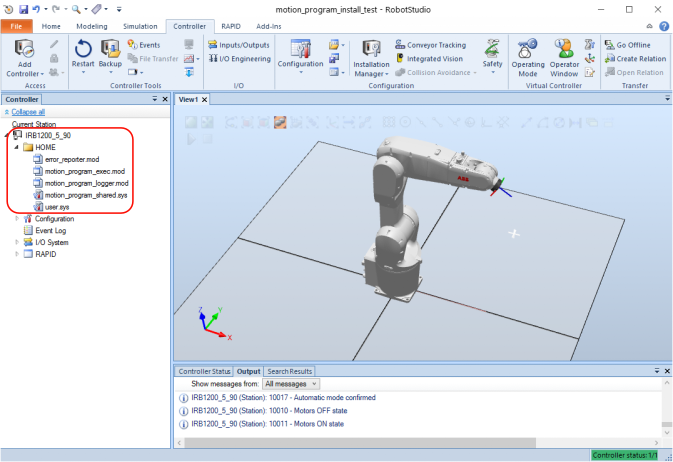 motion_program_install_test - RobotStudio
File Home Modeling Simulation Controller RAPID Add-Ins
Add Controller
Restart
Backup
Events
File Transfer
Inputs/Outputs
I/O Engineering
Configuration
Installation Manager
Conveyor Tracking
Integrated Vision
Collision Avoidance
Safety
Operating Mode
Operator Window
Go Offline
Create Relation
Open Relation
Access Controller Tools I/O Configuration Virtual Controller Transfer
Controller
View1
Collapse all
Current Station
IRB1200_5_90
HOME
error_reporter.mod
motion_program_exec.mod
motion_program_logger.mod
motion_program_shared.sys
user.sys
Configuration
Event Log
I/O System
RAPID
ABB
Z
Y
X
Controller Status Output Search Results
Show messages from: All messages
IRB1200_5_90 (Station): 10017 - Automatic mode confirmed
IRB1200_5_90 (Station): 10010 - Motors OFF state
IRB1200_5_90 (Station): 10011 - Motors ON state
Controller status: 1/1